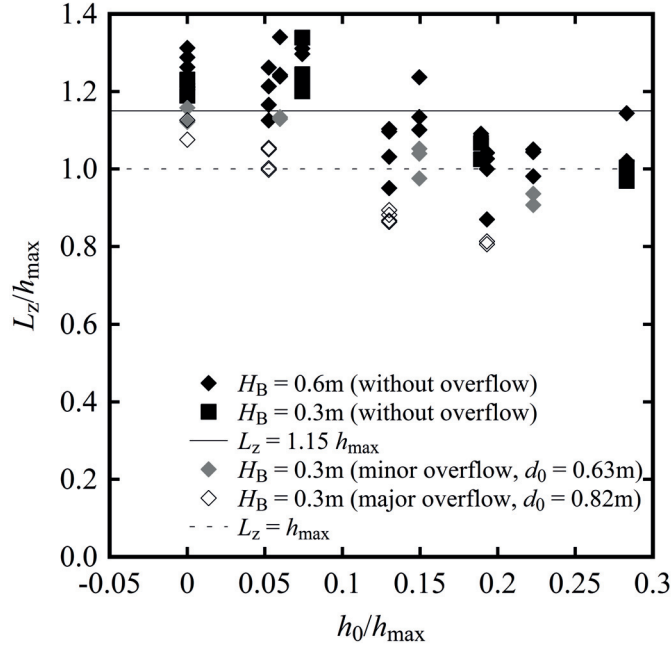 1.4
1.2
1.0
0.8
0.6
0.4
0.2
0.0
Lz/hmax
HB = 0.6m (without overflow)
HB = 0.3m (without overflow)
Lz = 1.15 hmax
HB = 0.3m (minor overflow, d0 = 0.63m)
HB = 0.3m (major overflow, d0 = 0.82m)
Lz = hmax
-0.05 0 0.05 0.1 0.15 0.2 0.25 0.3
h0/hmax